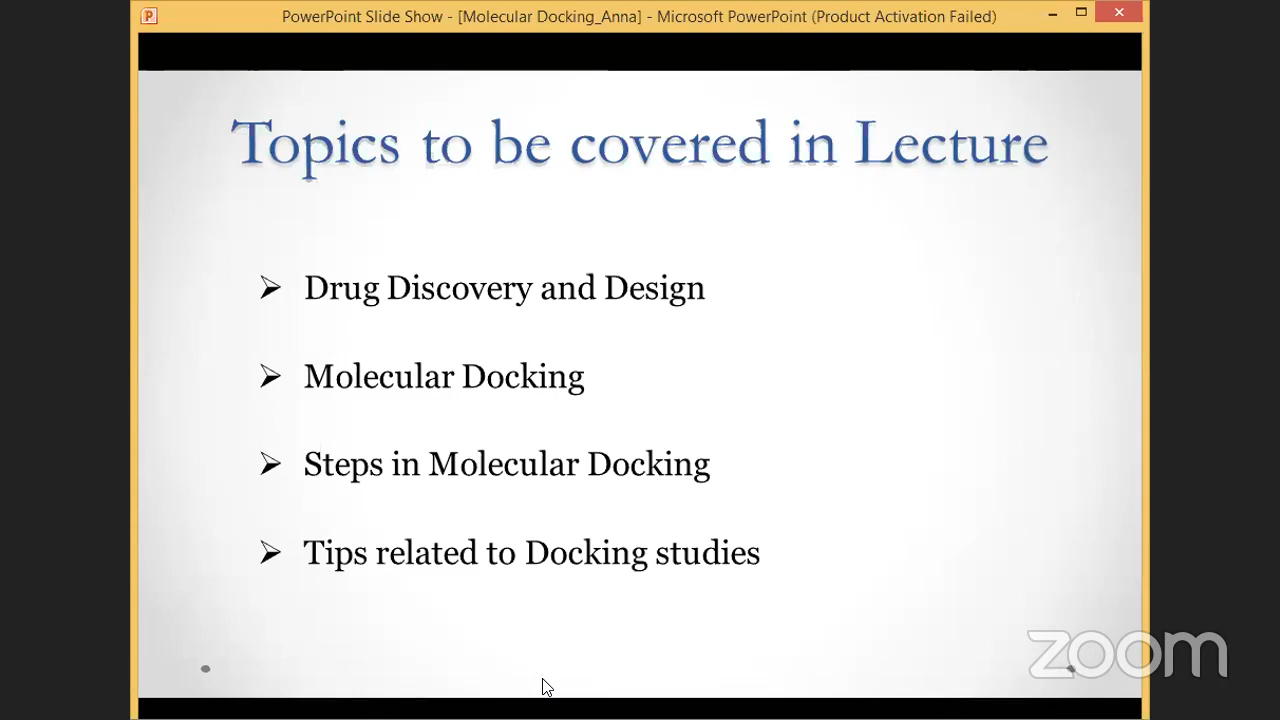 PowerPoint Slide Show - [Molecular Docking_Anna] - Microsoft PowerPoint (Product Activation Failed)
Topics to be covered in Lecture
Drug Discovery and Design
Molecular Docking
Steps in Molecular Docking
Tips related to Docking studies
zoom